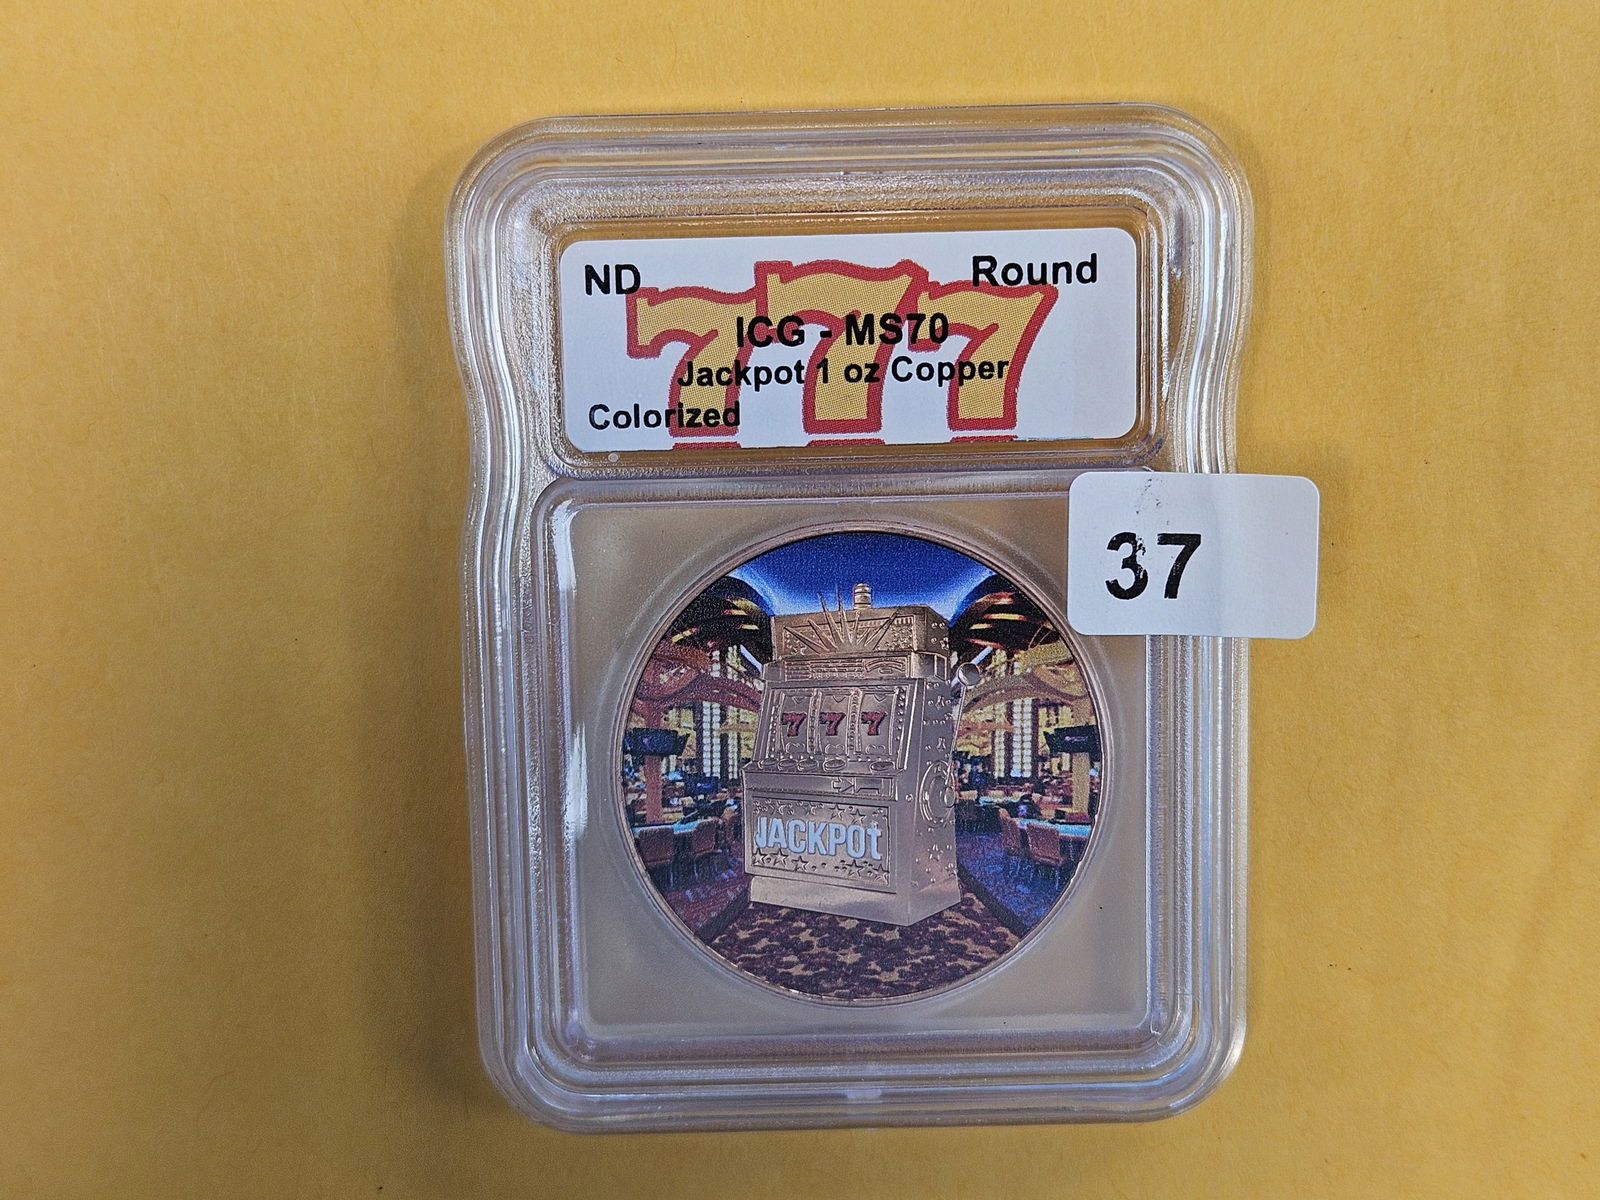 ND Round
777
ICG - MS70
Jackpot 1 oz Copper
Colorized
37
777
JACKPOt